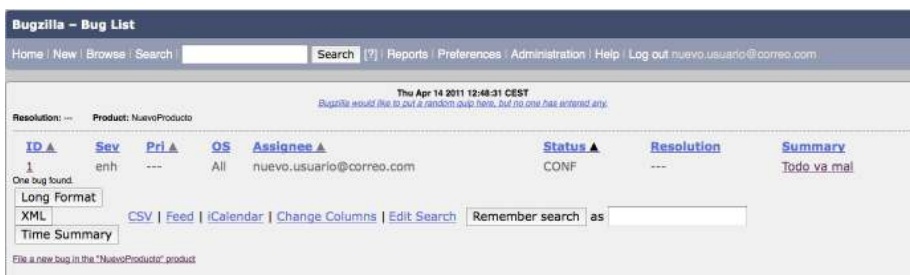 Bugzilla – Bug List
Home | New | Browse | Search | Search [?] | Reports | Preferences | Administration | Help | Log out nuevo.usuario@correo.com
Thu Apr 14 2011 12:48:31 CEST
Bugzilla would like to put a random quip here, but no one has entered any.
Resolution: --- Product: NuevoProducto
ID ▲ Sev Pri ▲ OS Assignee ▲ Status ▲ Resolution Summary
1 enh --- All nuevo.usuario@correo.com CONF --- Todo va mal
One bug found.
Long Format
XML CSV | Feed | iCalendar | Change Columns | Edit Search Remember search as
Time Summary
File a new bug in the "NuevoProducto" product